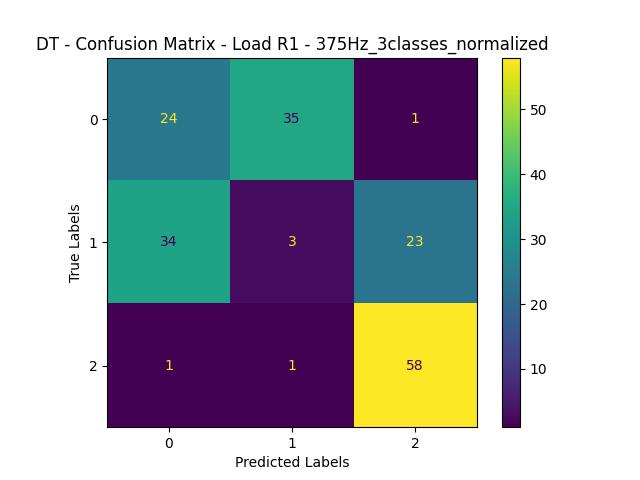 DT - Confusion Matrix - Load R1 - 375Hz_3classes_normalized
0 24 35 1
1 34 3 23
2 1 1 58
0 1 2
Predicted Labels
True Labels
50
40
30
20
10